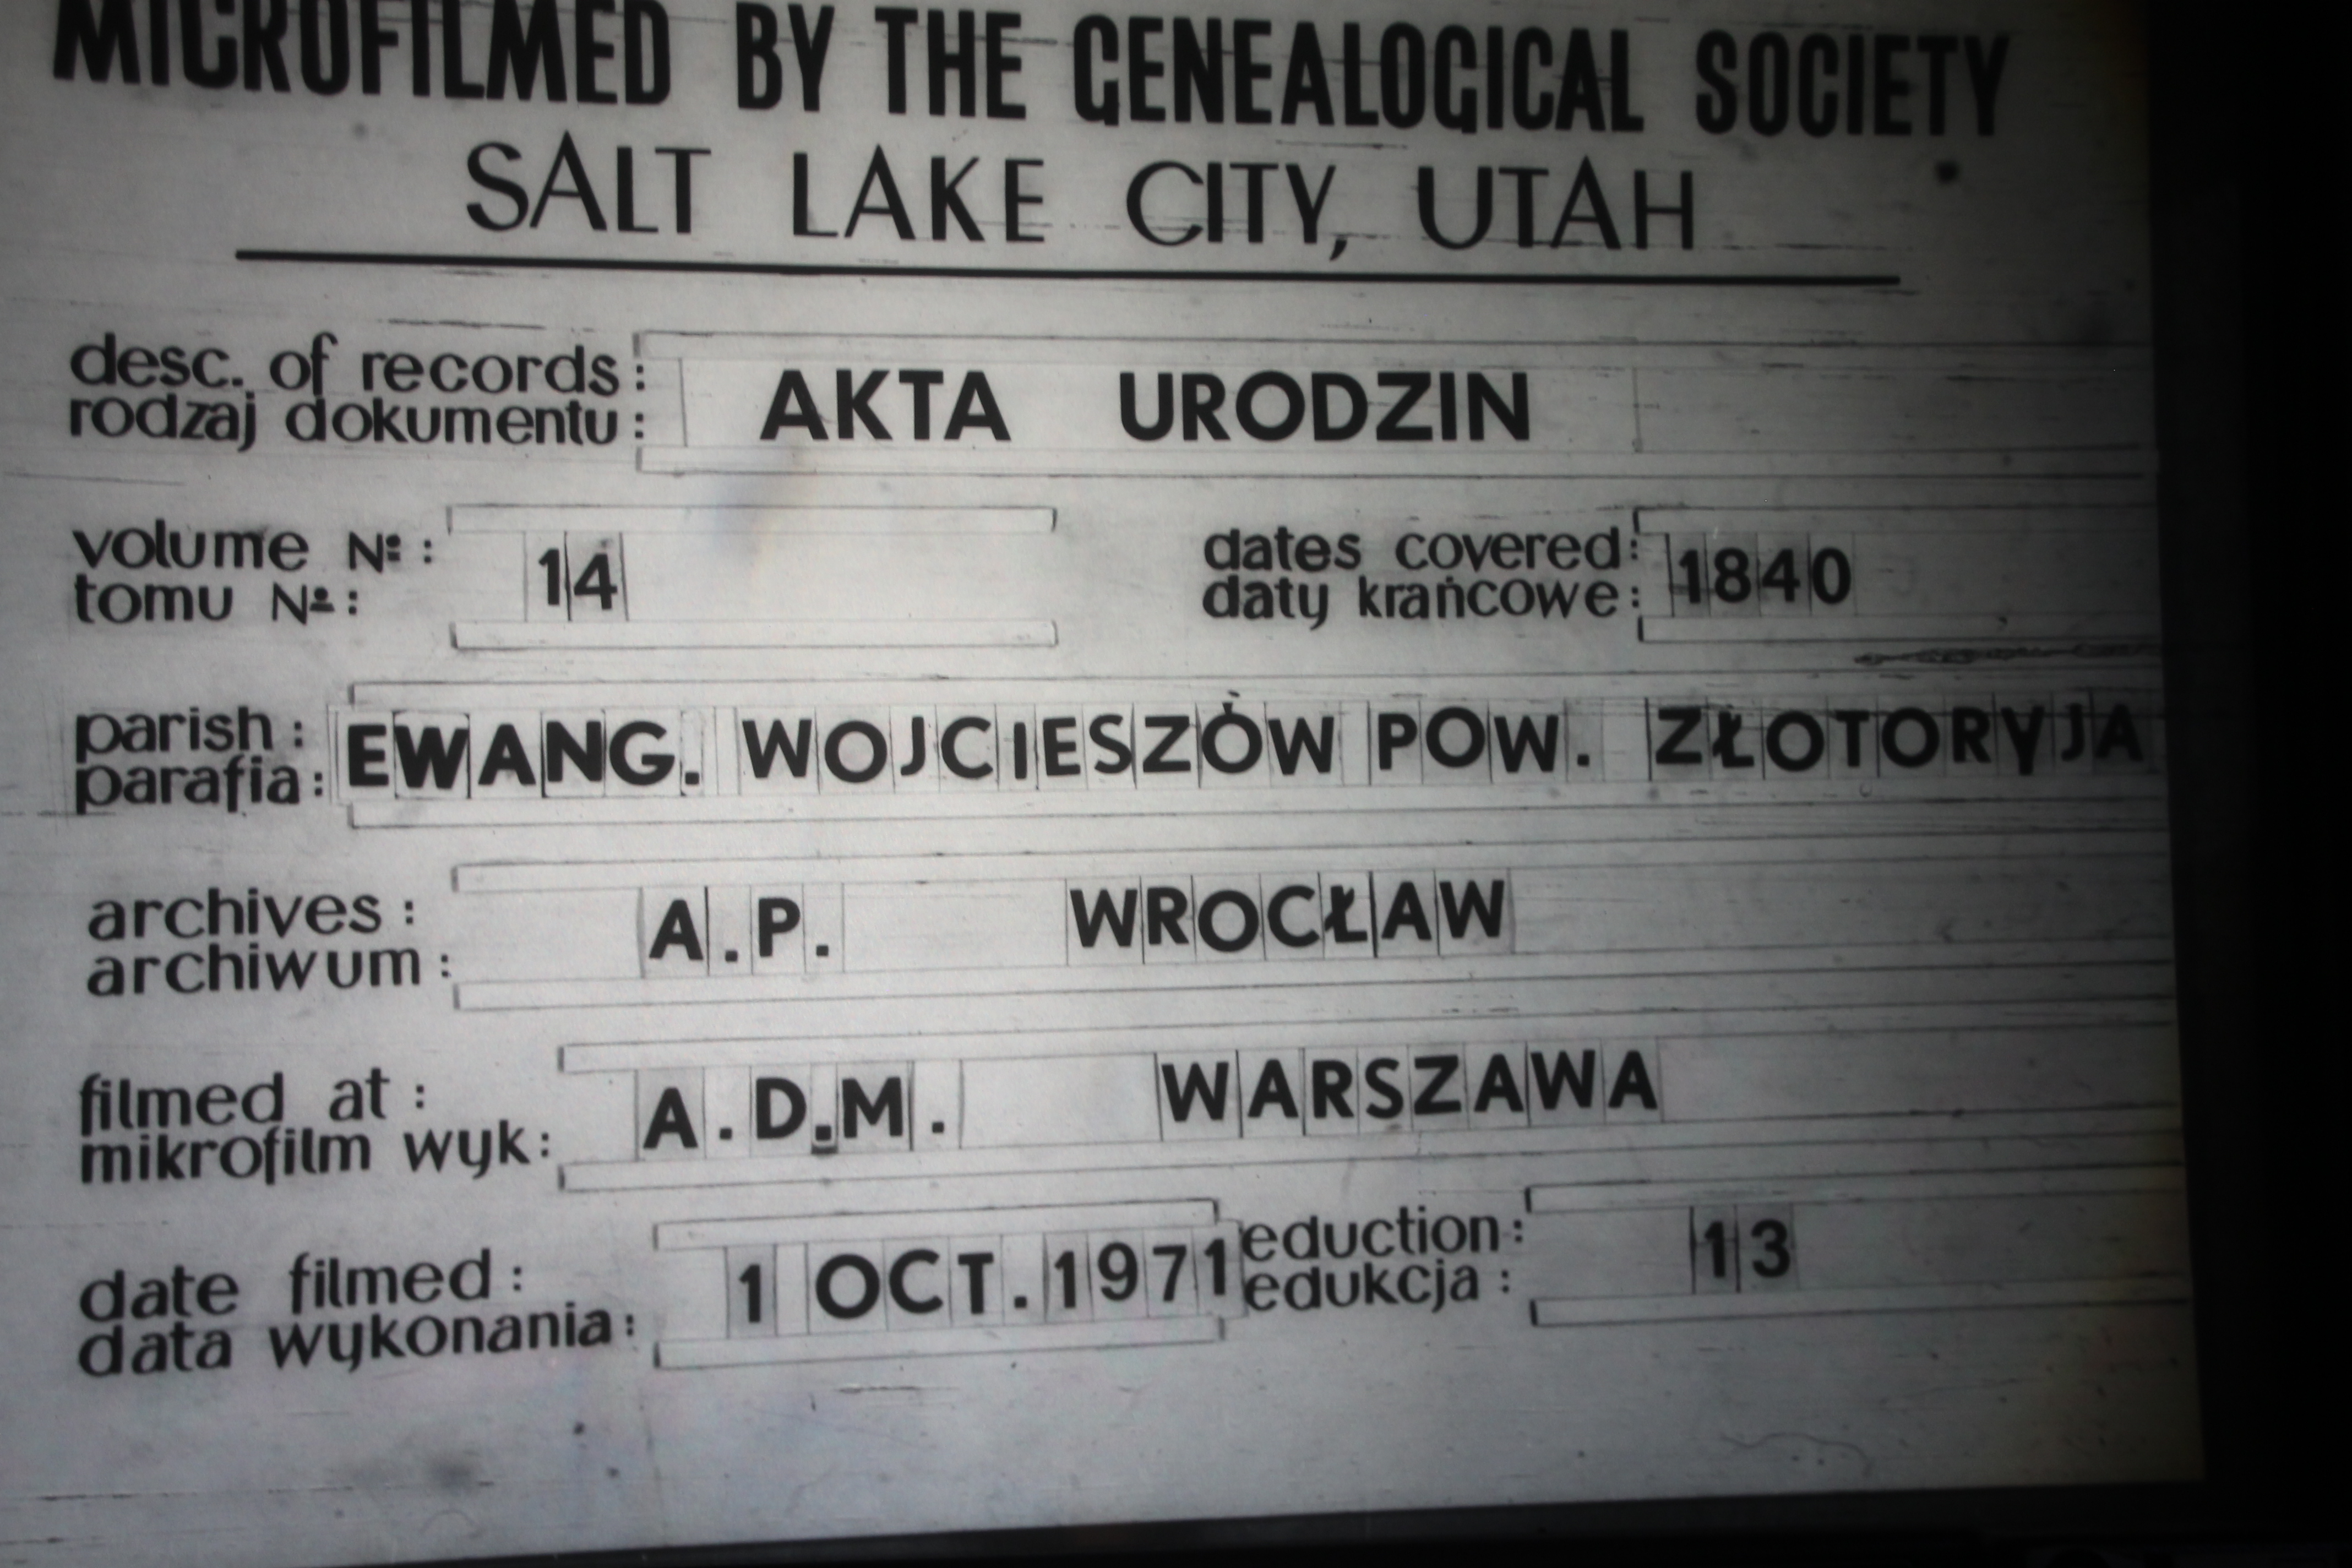 MICROFILMED BY THE GENEALOGICAL SOCIETY
SALT LAKE CITY, UTAH
desc. of records: AKTA URODZIN
rodzaj dokumentu:
volume No: 14
tomu No:
dates covered: 1840
daty krańcowe:
parish: EWANG. WOJCIESZÓW POW. ZŁOTORYJA
parafia:
archives: A.P. WROCŁAW
archiwum:
filmed at: A.D.M. WARSZAWA
mikrofilm wyk:
date filmed: 1 OCT. 1971
data wykonania:
eduction: 13
edukcja: